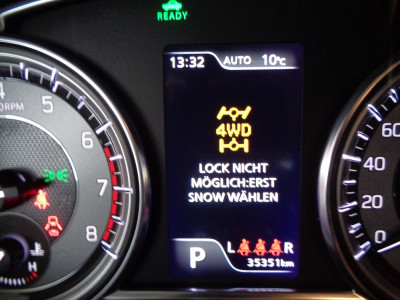 READY
13:32 AUTO 10°C
4WD
LOCK NICHT
MÖGLICH:ERST
SNOW WÄHLEN
P L R
35351km
4 5 6 7 8
RPM
H
60 40 20 0